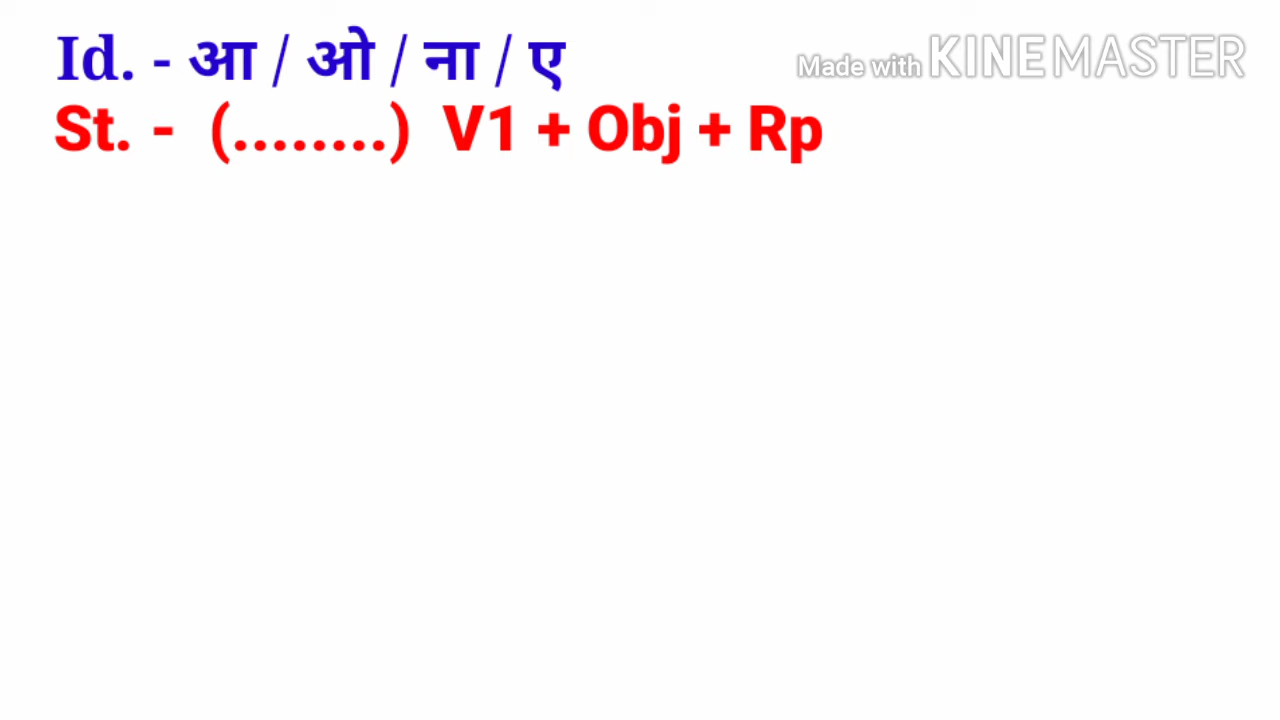 Id. - आ / ओ / ना / ए
Made with KINEMASTER
St. - (........) V1 + Obj + Rp